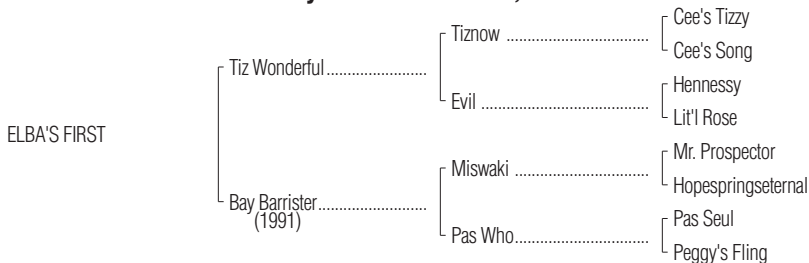 Cee's Tizzy
Tiznow ..........................................
Cee's Song
Tiz Wonderful.............................
Hennessy
Evil .................................................
Lit'l Rose
ELBA'S FIRST
Mr. Prospector
Miswaki ........................................
Hopespringseternal
Bay Barrister...............................
(1991)
Pas Seul
Pas Who.......................................
Peggy's Fling